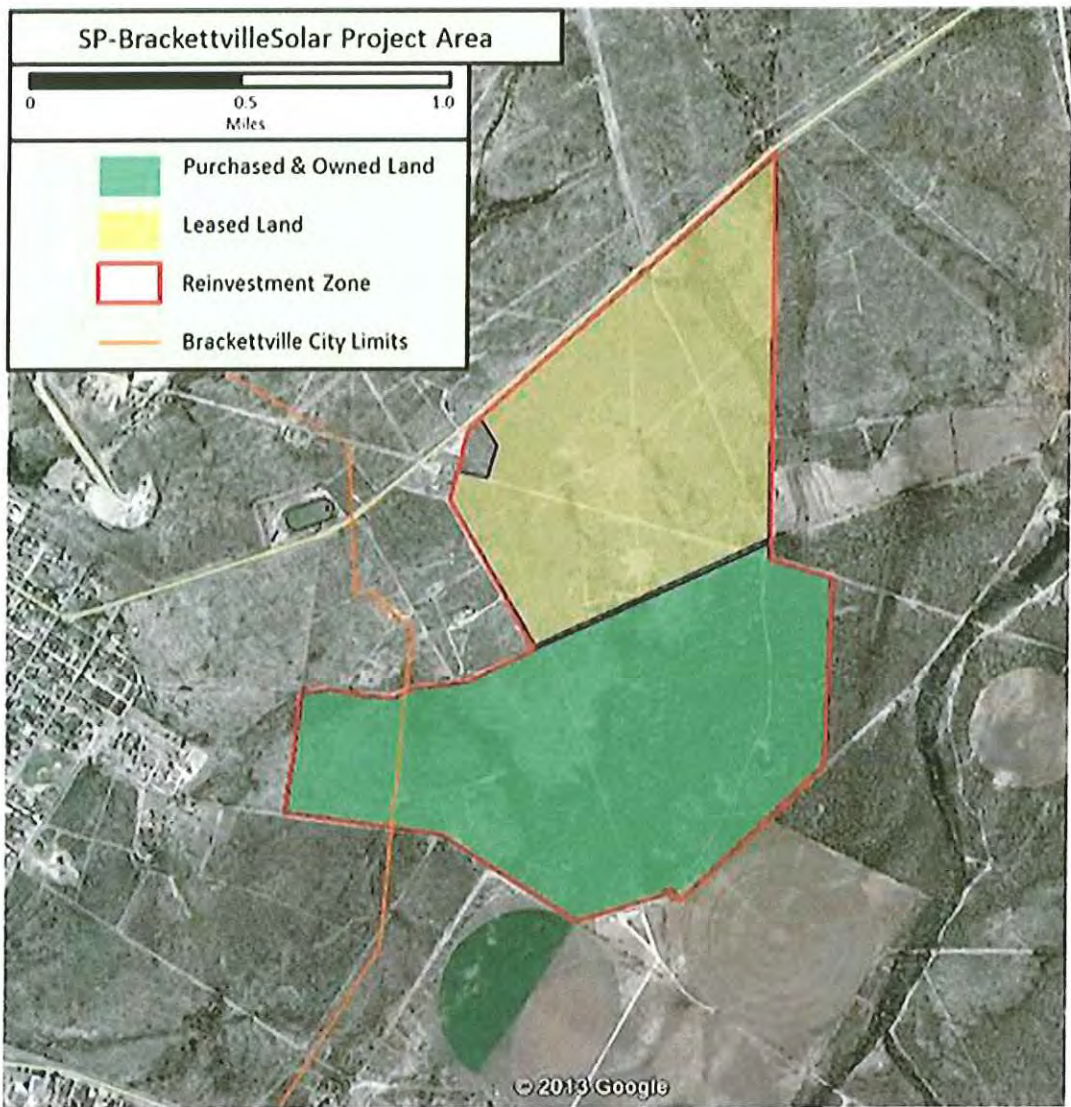 SP-BrackettvilleSolar Project Area
0 0.5 1.0
Miles
Purchased & Owned Land
Leased Land
Reinvestment Zone
Brackettville City Limits
© 2013 Google